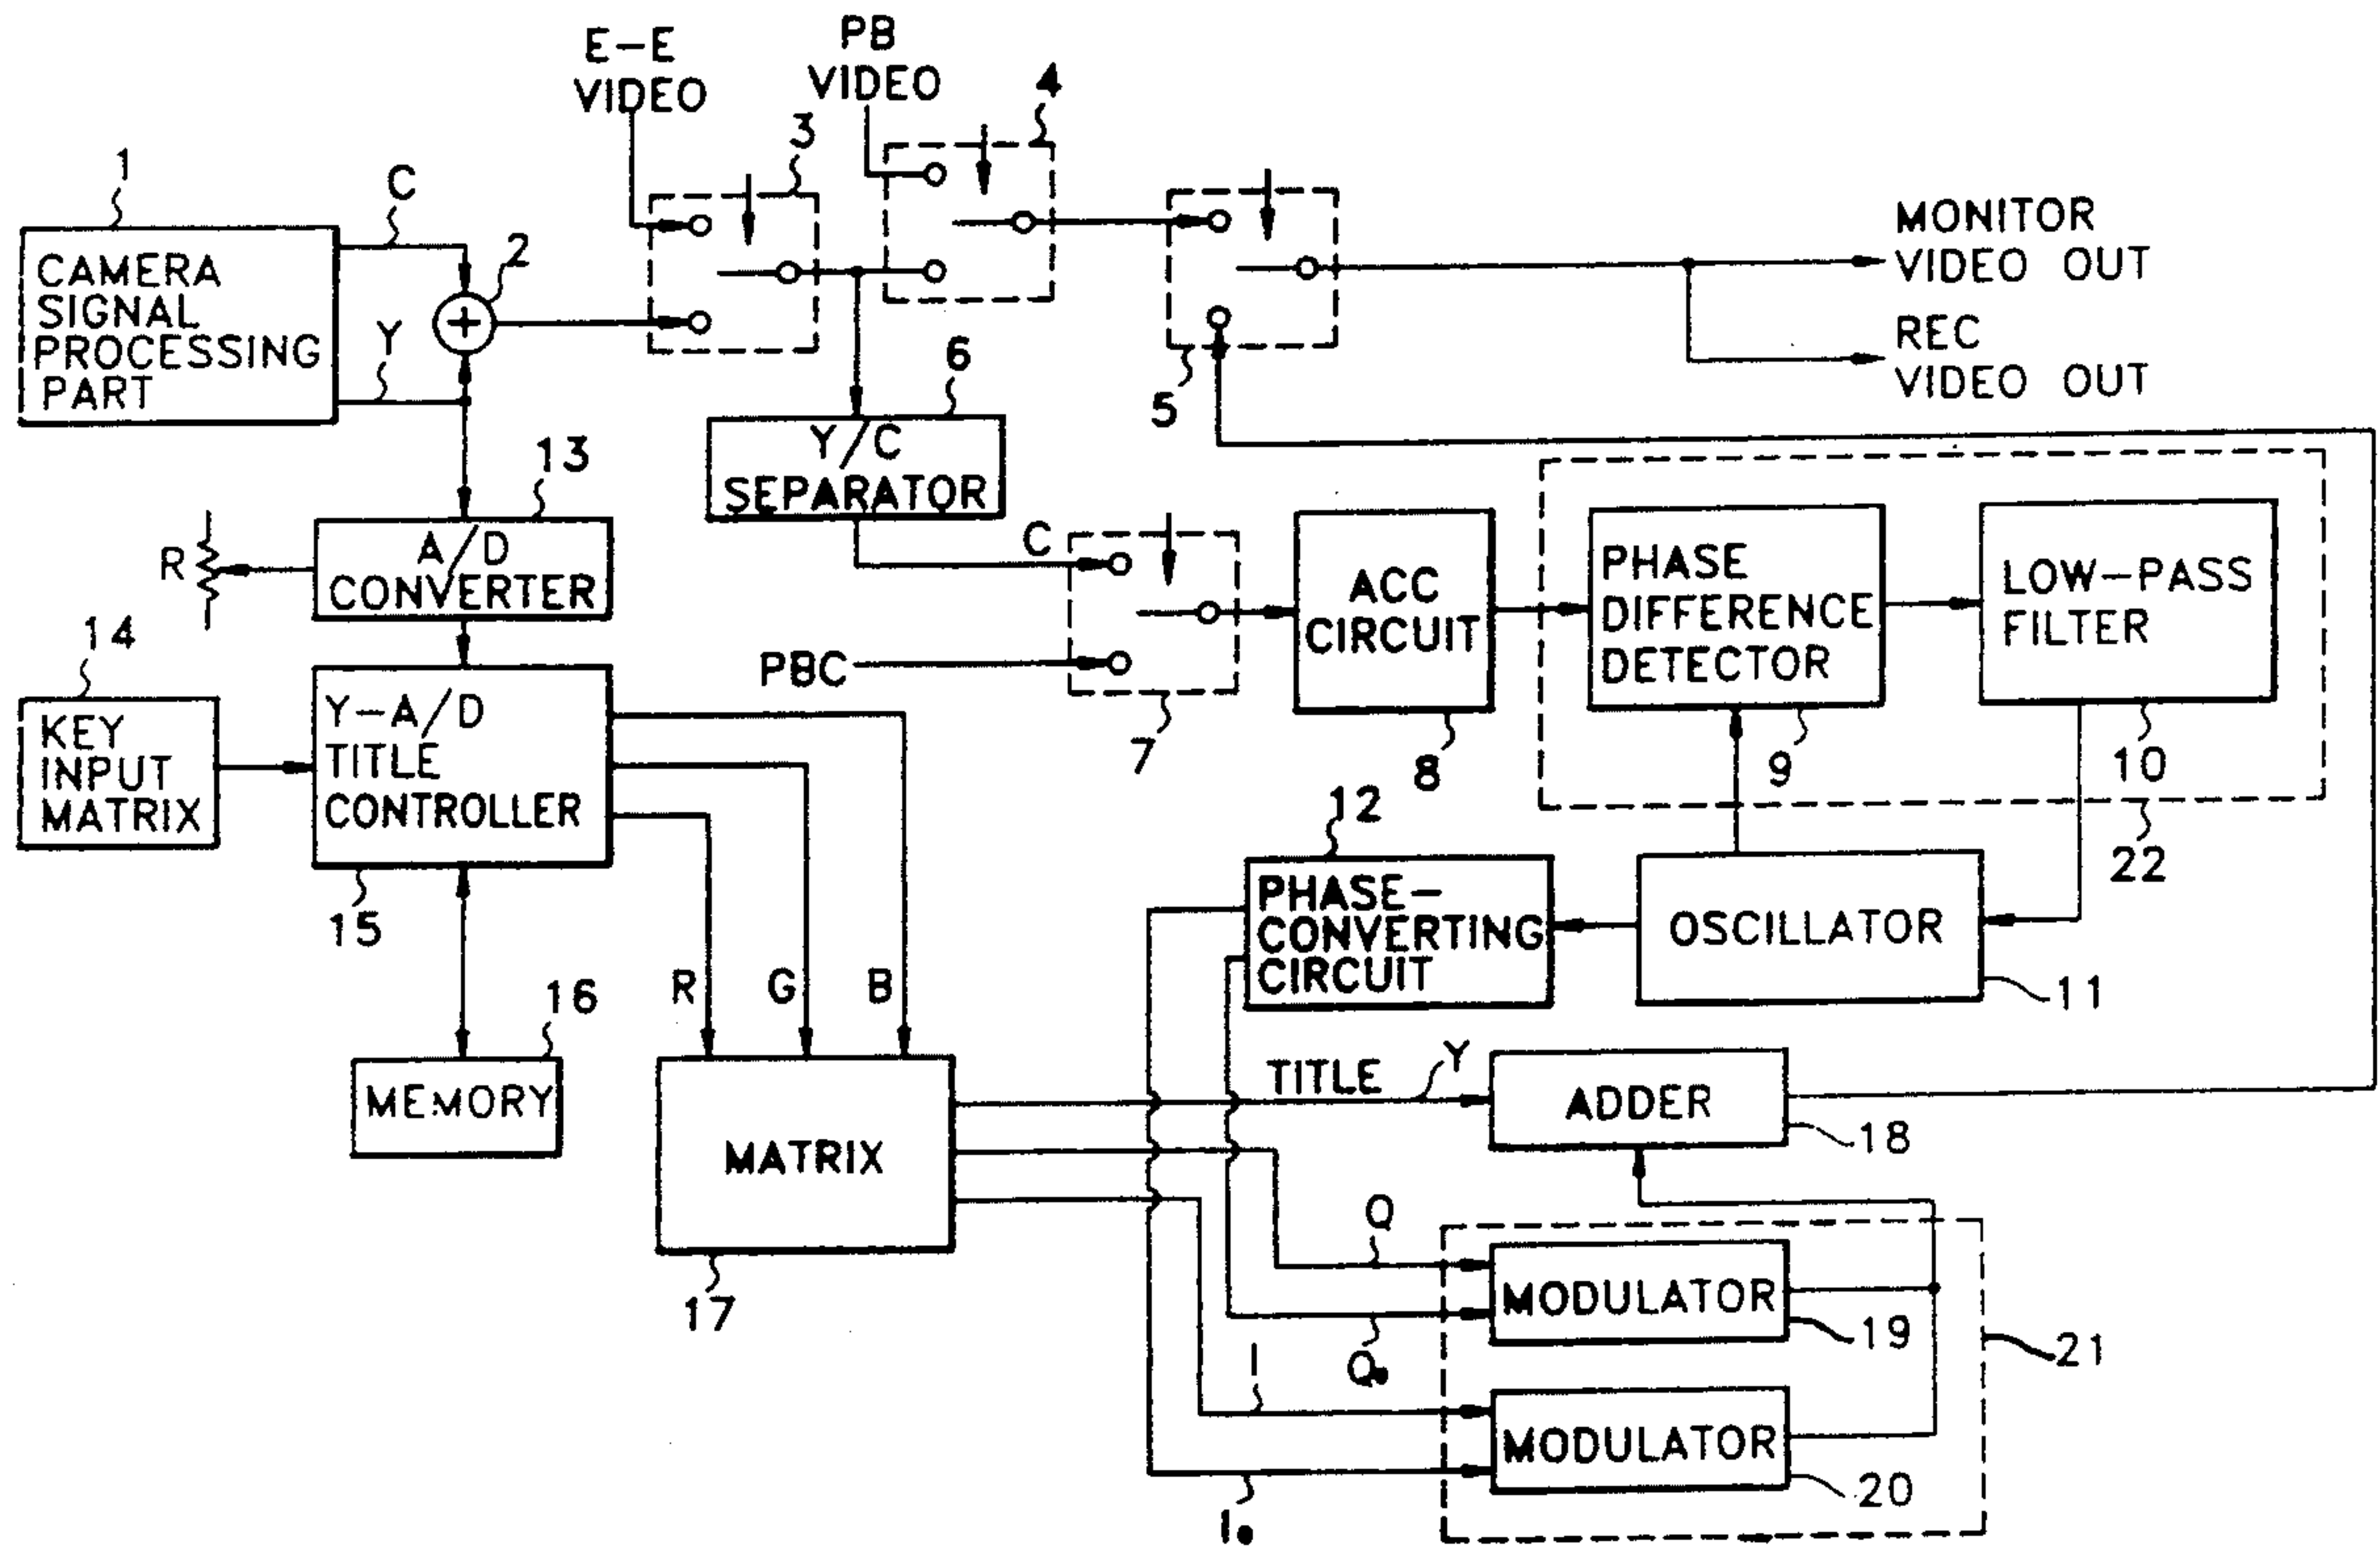 E-E
VIDEO
PB
VIDEO
4
3
1
C
2
CAMERA
SIGNAL
PROCESSING
PART
Y
MONITOR
VIDEO OUT
REC
VIDEO OUT
5
6
Y/C
SEPARATOR
13
A/D
CONVERTER
R
C
PBC
7
ACC
CIRCUIT
8
PHASE
DIFFERENCE
DETECTOR
9
LOW-PASS
FILTER
10
22
14
KEY
INPUT
MATRIX
Y-A/D
TITLE
CONTROLLER
15
12
PHASE-
CONVERTING
CIRCUIT
OSCILLATOR
11
16
MEMORY
R
G
B
MATRIX
17
TITLE
Y
ADDER
18
Q
MODULATOR
19
Qo
21
I
MODULATOR
20
Io